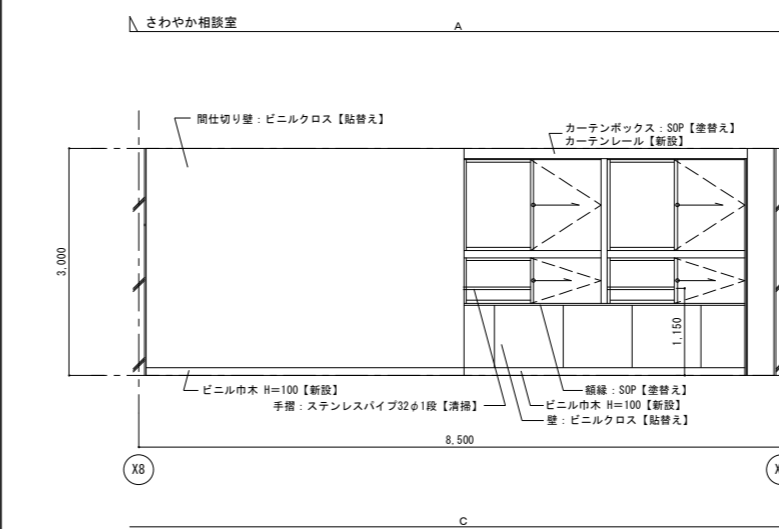 さわやか相談室
A
間仕切り壁：ビニルクロス【貼替え】
カーテンボックス：SOP【塗替え】
カーテンレール【新設】
3,000
1,150
ビニル巾木 H=100【新設】
額縁：SOP【塗替え】
手摺：ステンレスパイプ32φ1段【清掃】
ビニル巾木 H=100【新設】
壁：ビニルクロス【貼替え】
8,500
X8
C